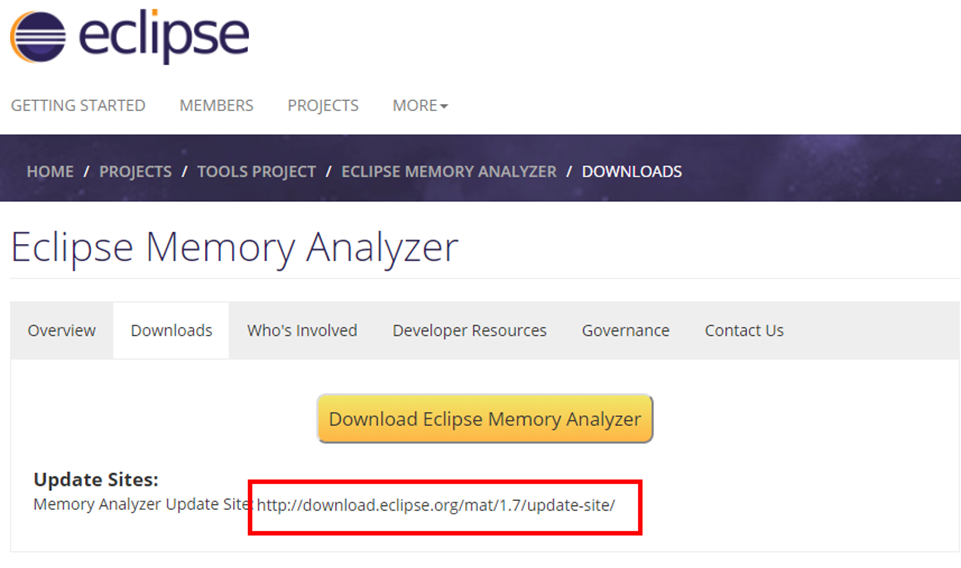 eclipse
GETTING STARTED MEMBERS PROJECTS MORE
HOME / PROJECTS / TOOLS PROJECT / ECLIPSE MEMORY ANALYZER / DOWNLOADS
Eclipse Memory Analyzer
Overview Downloads Who's Involved Developer Resources Governance Contact Us
Download Eclipse Memory Analyzer
Update Sites:
Memory Analyzer Update Site: http://download.eclipse.org/mat/1.7/update-site/